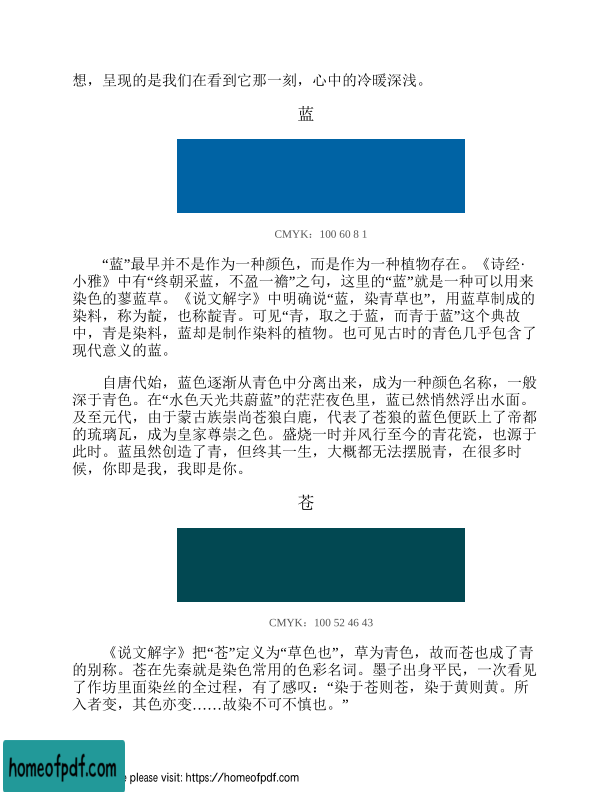 想，呈现的是我们在看到它那一刻，心中的冷暖深浅。
蓝
CMYK：100 60 8 1
“蓝”最早并不是作为一种颜色，而是作为一种植物存在。《诗经·
小雅》中有“终朝采蓝，不盈一襜”之句，这里的“蓝”就是一种可以用来
染色的蓼蓝草。《说文解字》中明确说“蓝，染青草也”，用蓝草制成的
染料，称为靛，也称靛青。可见“青，取之于蓝，而青于蓝”这个典故
中，青是染料，蓝却是制作染料的植物。也可见古时的青色几乎包含了
现代意义的蓝。
自唐代始，蓝色逐渐从青色中分离出来，成为一种颜色名称，一般
深于青色。在“水色天光共蔚蓝”的茫茫夜色里，蓝已然悄然浮出水面。
及至元代，由于蒙古族崇尚苍狼白鹿，代表了苍狼的蓝色便跃上了帝都
的琉璃瓦，成为皇家尊崇之色。盛烧一时并风行至今的青花瓷，也源于
此时。蓝虽然创造了青，但终其一生，大概都无法摆脱青，在很多时
候，你即是我，我即是你。
苍
CMYK：100 52 46 43
《说文解字》把“苍”定义为“草色也”，草为青色，故而苍也成了青
的别称。苍在先秦就是染色常用的色彩名词。墨子出身平民，一次看见
了作坊里面染丝的全过程，有了感叹：“染于苍则苍，染于黄则黄。所
入者变，其色亦变……故染不可不慎也。”
homeofpdf.com
e please visit: https://homeofpdf.com